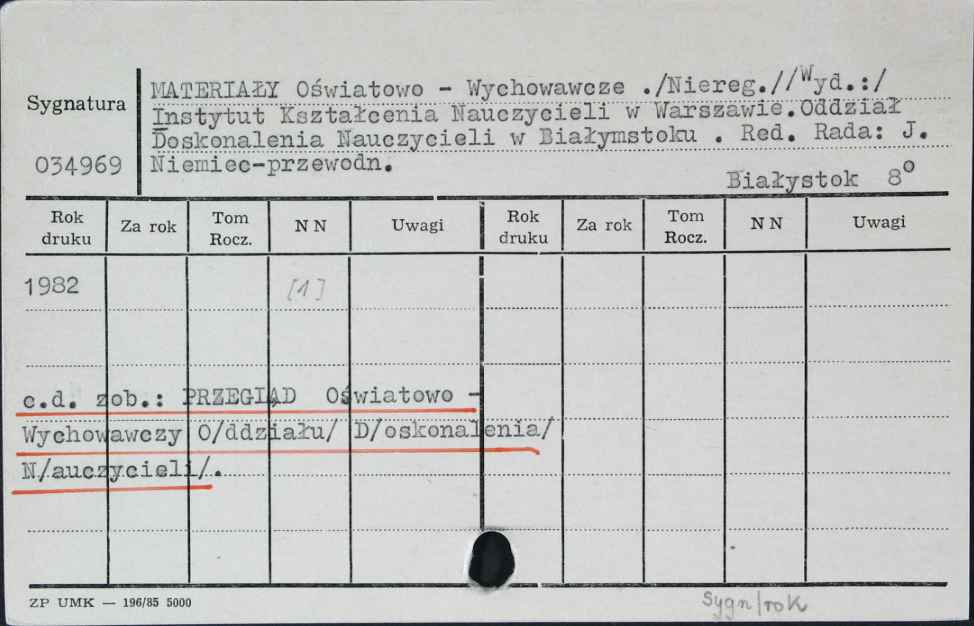 MATERIAŁY Oświatowo - Wychowawcze ./Niereg.//Wyd.:/
Sygnatura
Instytut Kształcenia Nauczycieli w Warszawie.Oddział
Doskonalenia Nauczycieli w Białymstoku . Red. Rada: J.
034969 Niemiec-przewodn.
Białystok 8⁰
Rok druku Za rok Tom Rocz. N N Uwagi Rok druku Za rok Tom Rocz. N N Uwagi
1982 [1]
c.d. zob.: PRZEGIĄD Oświatowo -
Wychowawczy O/ddziału/ D/oskonalenia/
N/auczycieli/.
ZP UMK — 196/85 5000
Sygn/rok